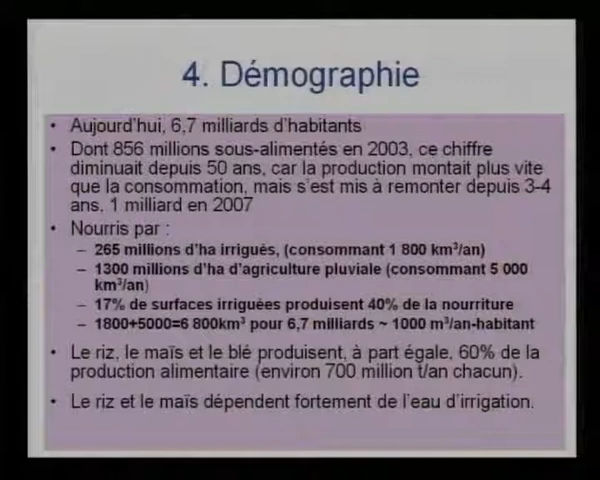 4. Démographie
• Aujourd'hui, 6,7 milliards d'habitants
• Dont 856 millions sous-alimentés en 2003, ce chiffre
diminuait depuis 50 ans, car la production montait plus vite
que la consommation, mais s'est mis à remonter depuis 3-4
ans. 1 milliard en 2007
• Nourris par :
– 265 millions d'ha irrigués, (consommant 1 800 km³/an)
– 1300 millions d'ha d'agriculture pluviale (consommant 5 000
km³/an)
– 17% de surfaces irriguées produisent 40% de la nourriture
– 1800+5000=6 800km³ pour 6,7 milliards ~ 1000 m³/an-habitant
• Le riz, le maïs et le blé produisent, à part égale, 60% de la
production alimentaire (environ 700 million t/an chacun).
• Le riz et le maïs dépendent fortement de l'eau d'irrigation.